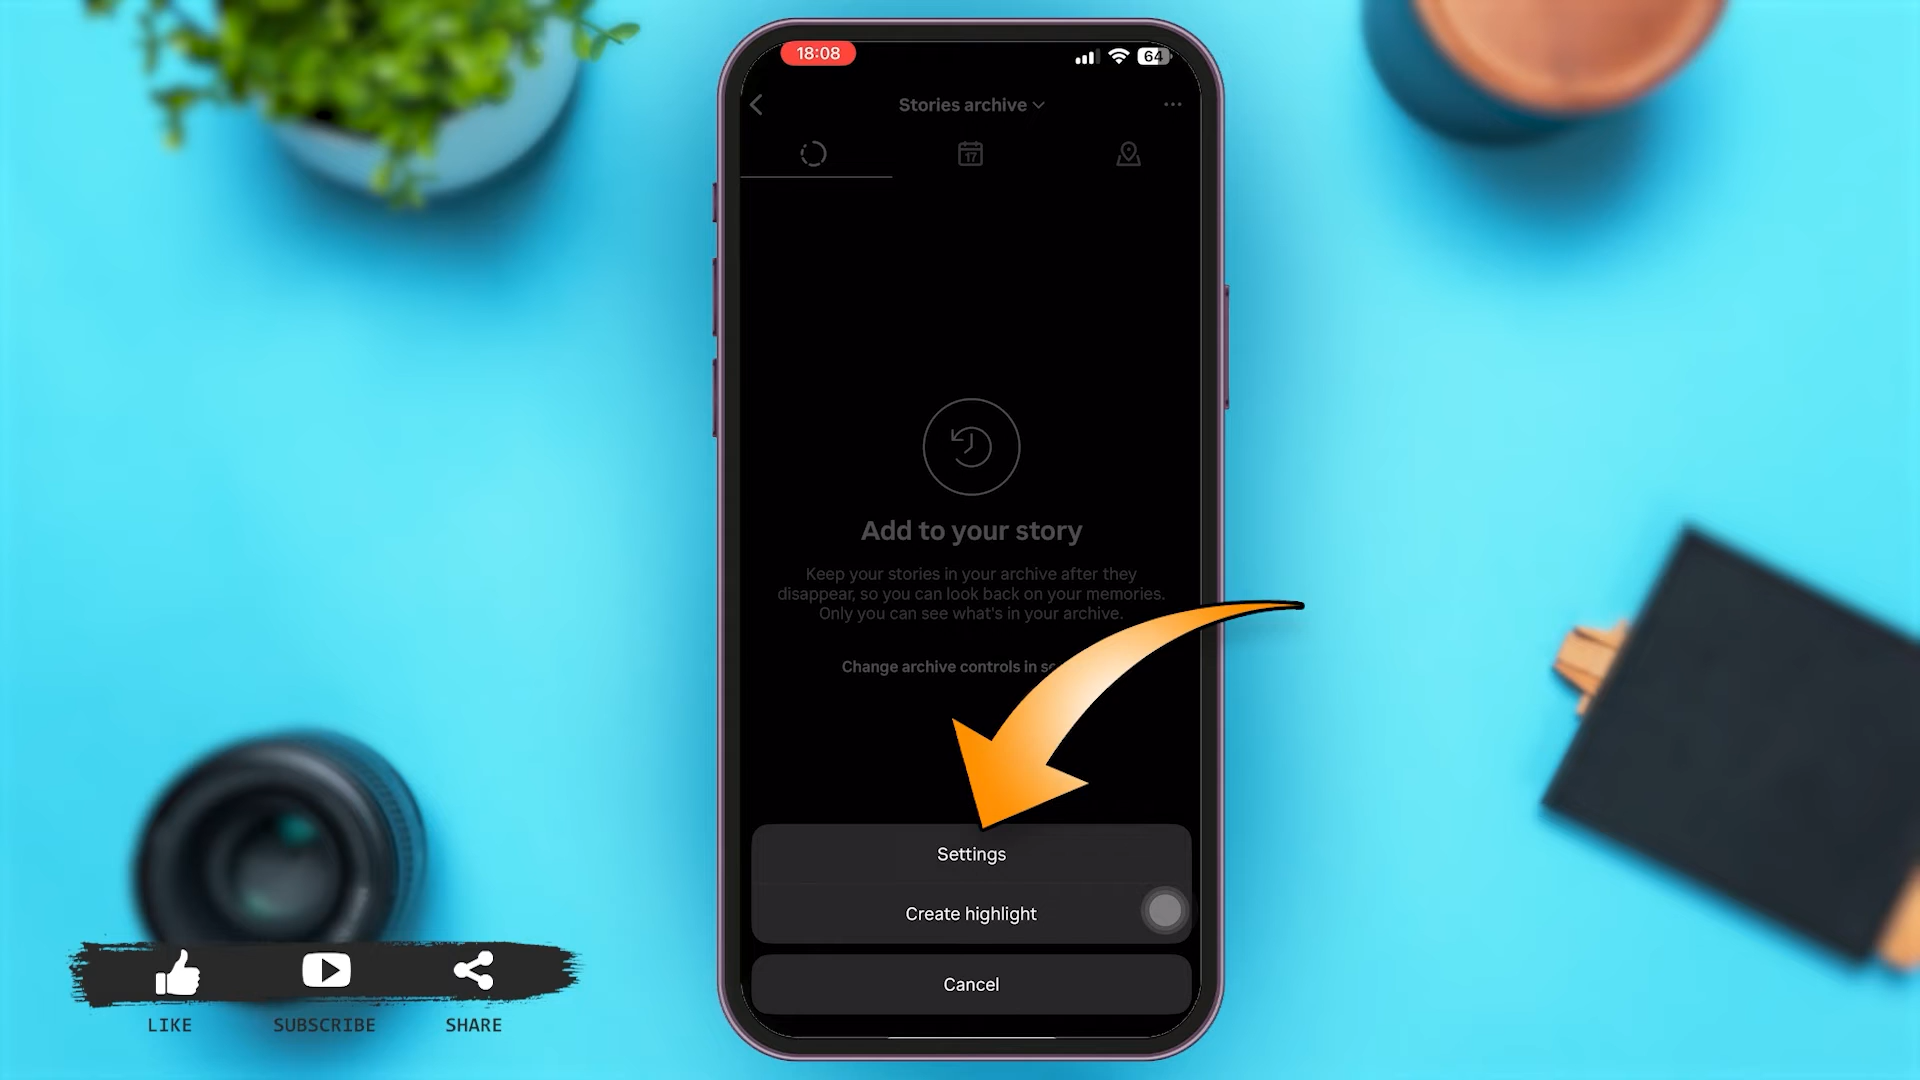 18:08
64
Stories archive
17
Add to your story
Keep your stories in your archive after they
disappear, so you can look back on your memories.
Only you can see what's in your archive.
Change archive controls in
Settings
Create highlight
Cancel
LIKE SUBSCRIBE SHARE